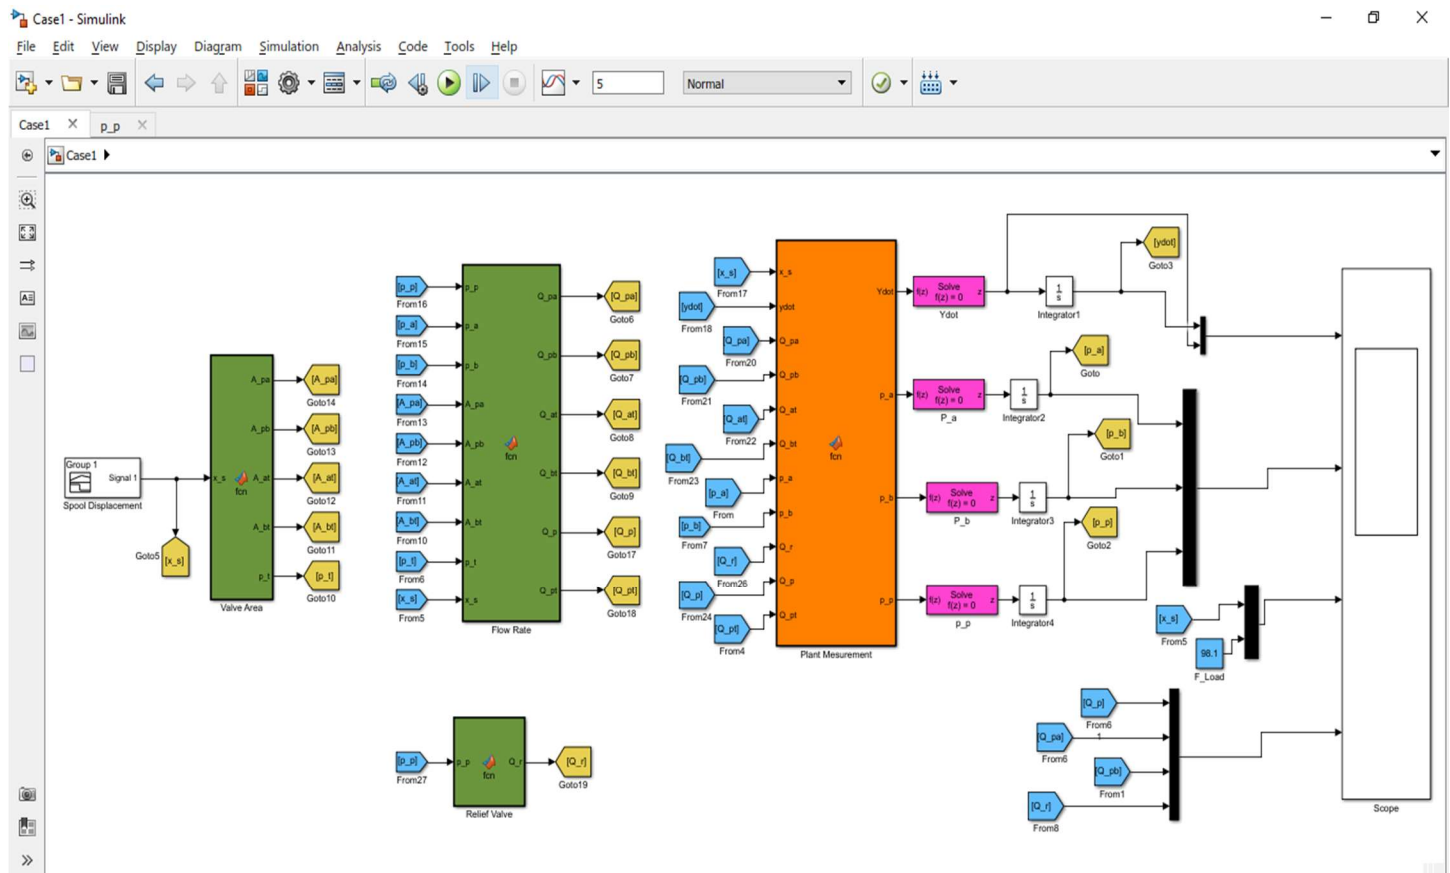 Case1 - Simulink
File Edit View Display Diagram Simulation Analysis Code Tools Help
5 Normal
Case1 p_p
Case1
Group 1
Signal 1
Spool Displacement
[x_s]
Goto5
x_s
fcn
A_pa
A_pb
A_at
A_bt
p_t
Valve Area
[A_pa]
Goto14
[A_pb]
Goto13
[A_at]
Goto12
[A_bt]
Goto11
[p_t]
Goto10
[p_p]
From16
[p_a]
From15
[p_b]
From14
[A_pa]
From13
[A_pb]
From12
[A_at]
From11
[A_bt]
From10
[p_t]
From6
[x_s]
From5
p_p
p_a
p_b
A_pa
A_pb
A_at
A_bt
p_t
x_s
fcn
Q_pa
Q_pb
Q_at
Q_bt
Q_p
Q_pt
Flow Rate
[Q_pa]
Goto6
[Q_pb]
Goto7
[Q_at]
Goto8
[Q_bt]
Goto9
[Q_p]
Goto17
[Q_pt]
Goto18
[p_p]
From27
p_p
fcn
Q_r
Relief Valve
[Q_r]
Goto19
[x_s]
From17
[ydot]
From18
[Q_pa]
From20
[Q_pb]
From21
[Q_at]
From22
[Q_bt]
From23
[p_a]
From
[p_b]
From7
[Q_r]
From26
[Q_p]
From24
[Q_pt]
From4
x_s
ydot
Q_pa
Q_pb
Q_at
Q_bt
p_a
p_b
Q_r
Q_p
Q_pt
fcn
Ydot
p_a
p_b
p_p
Plant Mesurement
f(z) Solve f(z) = 0 z
Ydot
f(z) Solve f(z) = 0 z
P_a
f(z) Solve f(z) = 0 z
P_b
f(z) Solve f(z) = 0 z
p_p
1
s
Integrator1
1
s
Integrator2
1
s
Integrator3
1
s
Integrator4
[ydot]
Goto3
[p_a]
Goto
[p_b]
Goto1
[p_p]
Goto2
[x_s]
From5
98.1
F_Load
[Q_p]
From6
1
[Q_pa]
From6
[Q_pb]
From1
[Q_r]
From8
Scope